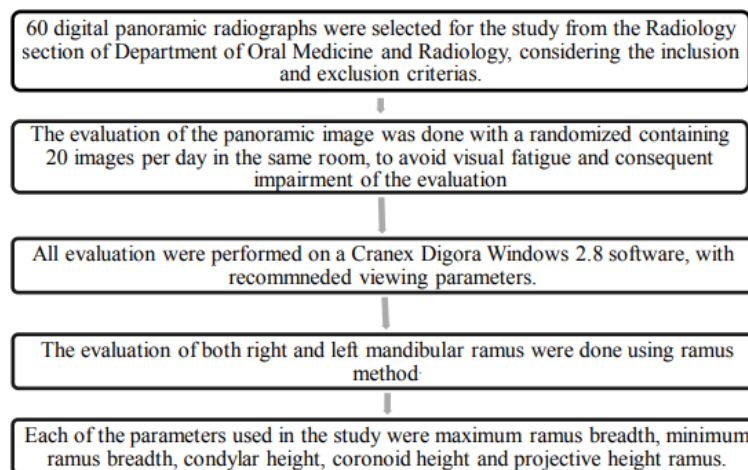 60 digital panoramic radiographs were selected for the study from the Radiology
section of Department of Oral Medicine and Radiology, considering the inclusion
and exclusion criterias.
The evaluation of the panoramic image was done with a randomized containing
20 images per day in the same room, to avoid visual fatigue and consequent
impairment of the evaluation
All evaluation were performed on a Cranex Digora Windows 2.8 software, with
recommneded viewing parameters.
The evaluation of both right and left mandibular ramus were done using ramus
method.
Each of the parameters used in the study were maximum ramus breadth, minimum
ramus breadth, condylar height, coronoid height and projective height ramus.